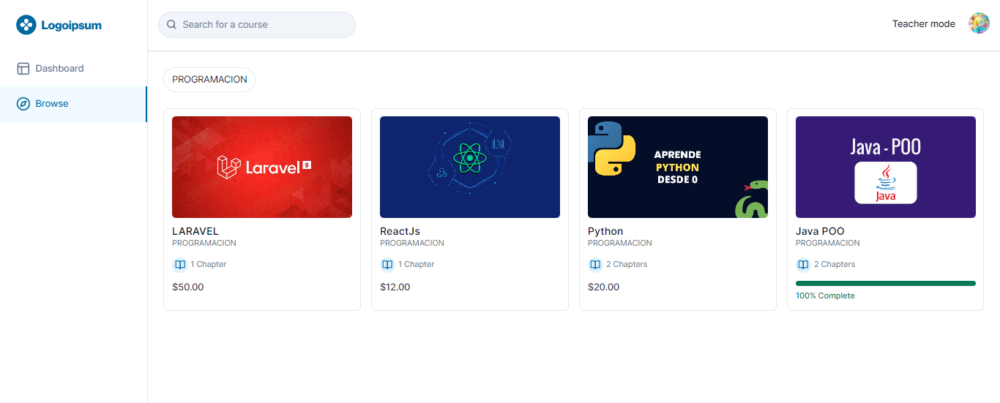 Logoipsum
Search for a course
Teacher mode
Dashboard
Browse
PROGRAMACION
Laravel 9
LARAVEL
PROGRAMACION
1 Chapter
$50.00
ReactJs
PROGRAMACION
1 Chapter
$12.00
APRENDE
PYTHON
DESDE 0
Python
PROGRAMACION
2 Chapters
$20.00
Java - POO
Java
Java POO
PROGRAMACION
2 Chapters
100% Complete